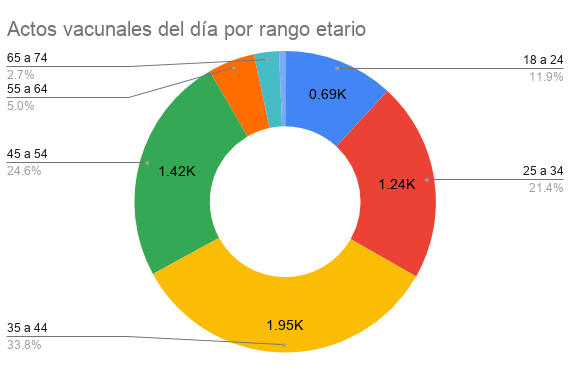 Actos vacunales del día por rango etario
65 a 74
2.7%
55 a 64
5.0%
45 a 54
24.6%
35 a 44
33.8%
18 a 24
11.9%
25 a 34
21.4%
0.69K
1.24K
1.95K
1.42K